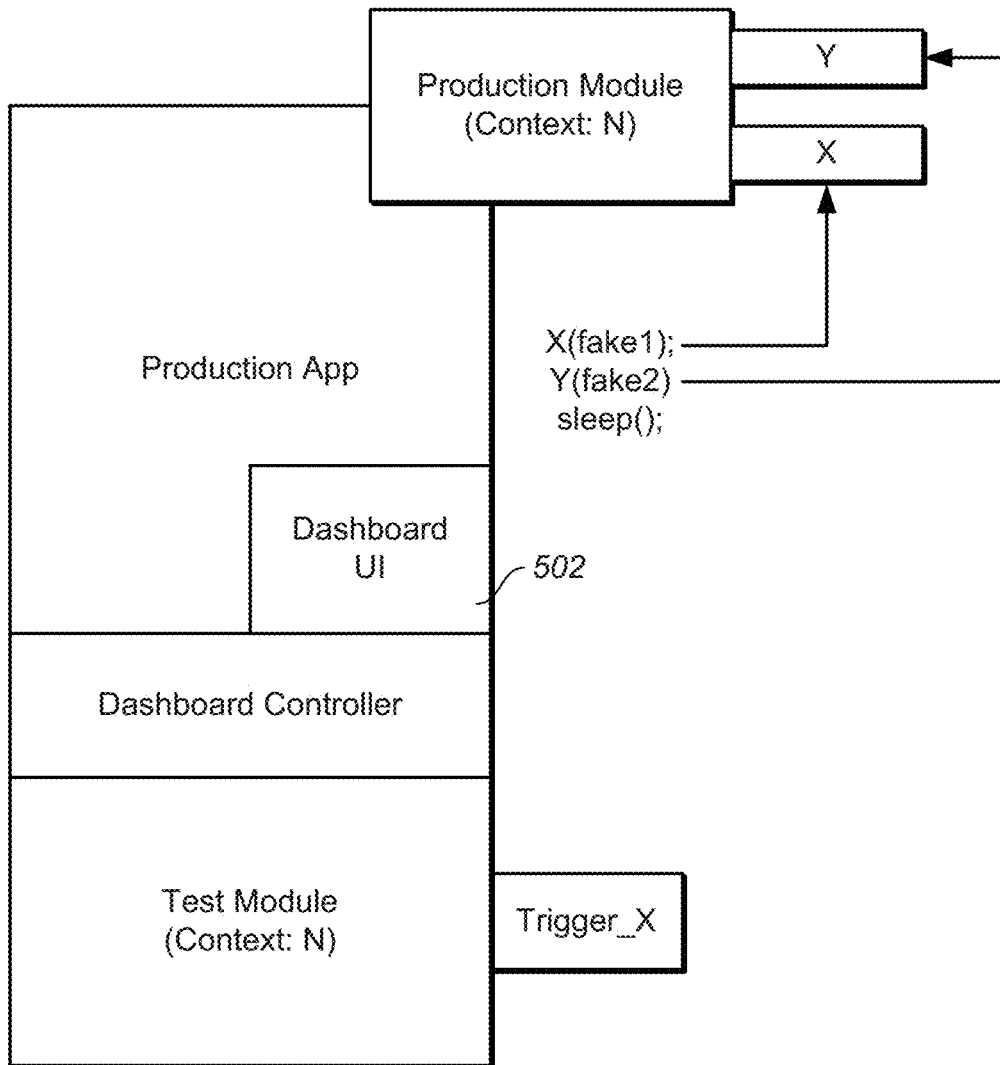 Production Module
(Context: N)
Y
X
X(fake1);
Y(fake2)
sleep();
Production App
Dashboard
UI
502
Dashboard Controller
Test Module
(Context: N)
Trigger_X